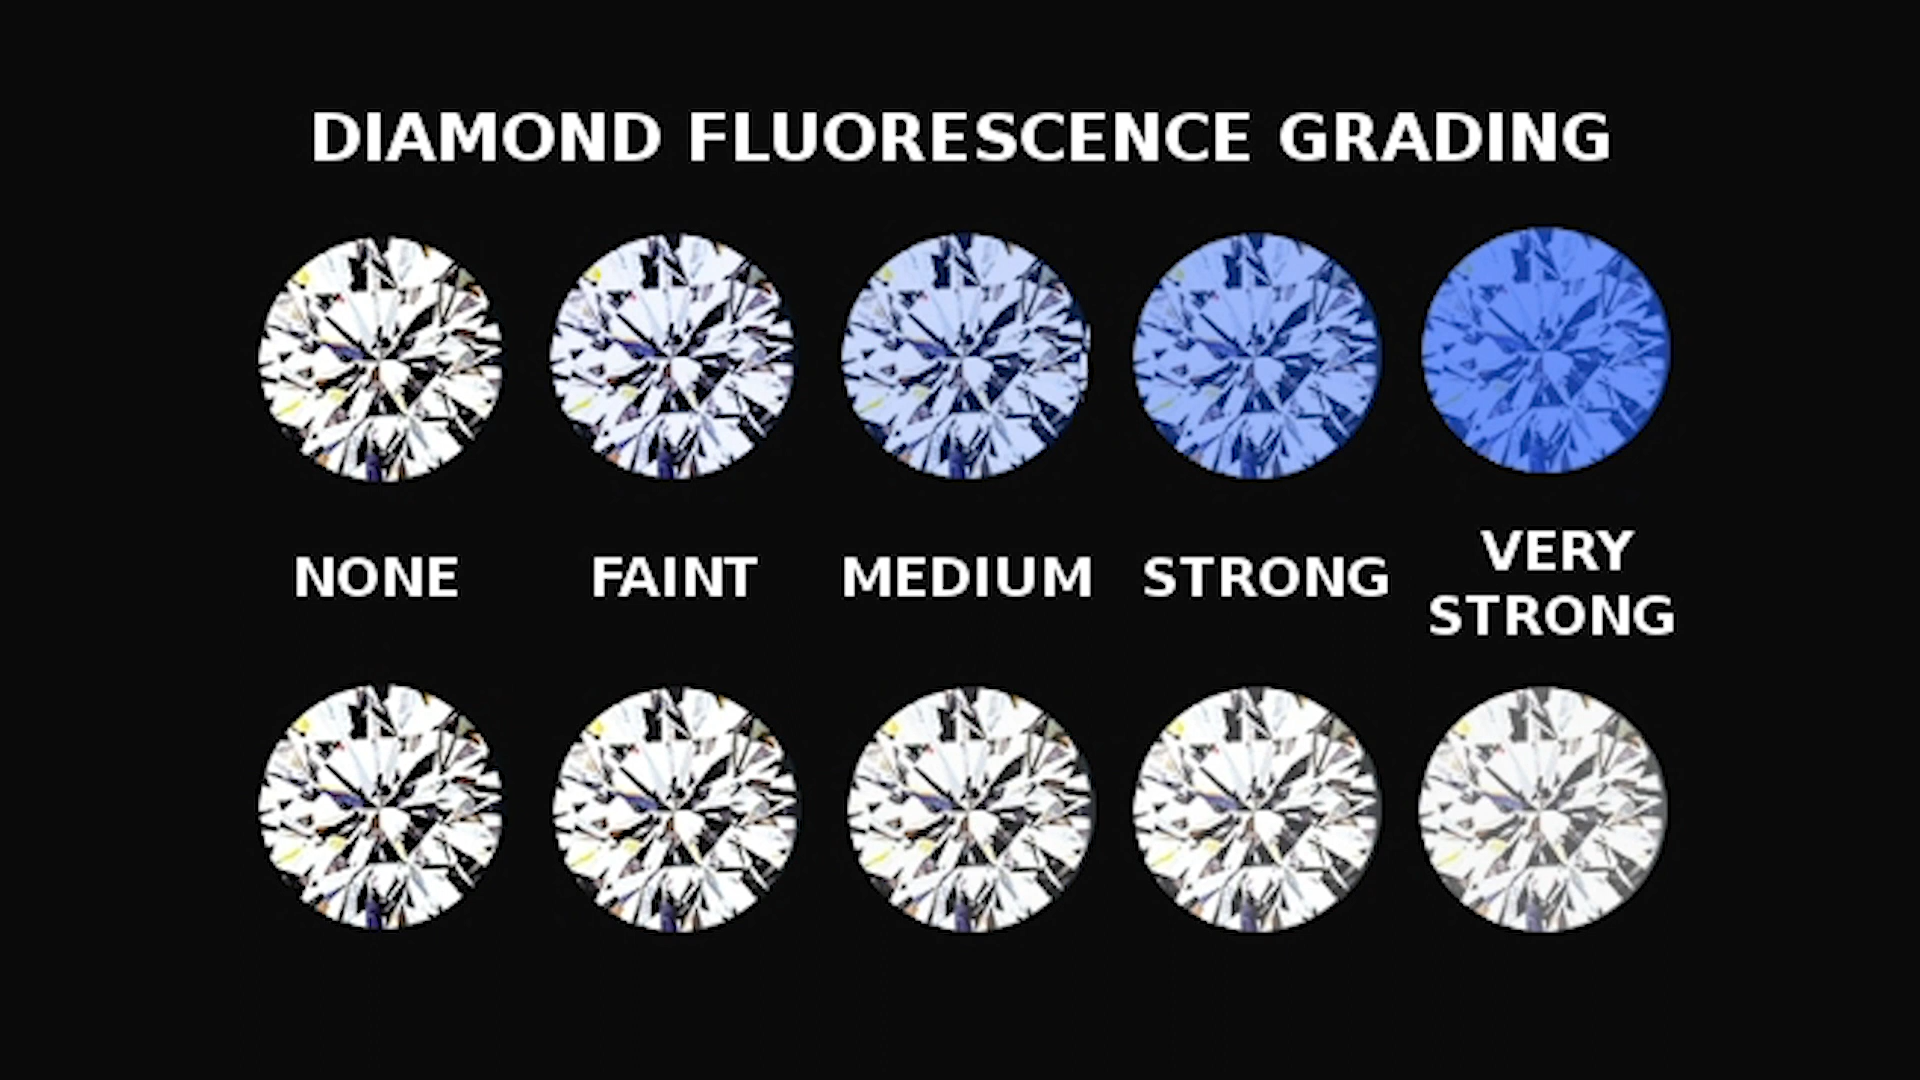 DIAMOND FLUORESCENCE GRADING
NONE
FAINT
MEDIUM
STRONG
VERY
STRONG